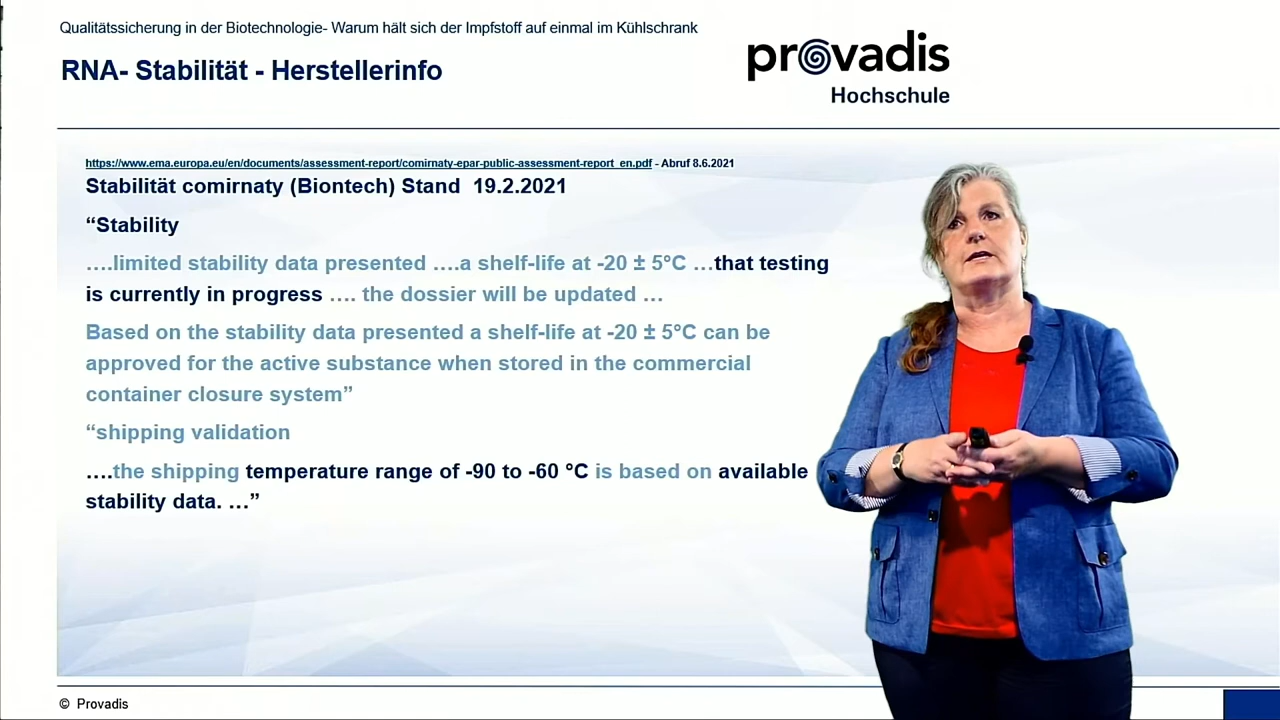 Qualitätssicherung in der Biotechnologie- Warum hält sich der Impfstoff auf einmal im Kühlschrank
RNA- Stabilität - Herstellerinfo
provadis
Hochschule
https://www.ema.europa.eu/en/documents/assessment-report/comirnaty-epar-public-assessment-report_en.pdf - Abruf 8.6.2021
Stabilität comirnaty (Biontech) Stand 19.2.2021
“Stability
….limited stability data presented ….a shelf-life at -20 ± 5°C …that testing
is currently in progress …. the dossier will be updated …
Based on the stability data presented a shelf-life at -20 ± 5°C can be
approved for the active substance when stored in the commercial
container closure system”
“shipping validation
….the shipping temperature range of -90 to -60 °C is based on available
stability data. …”
© Provadis